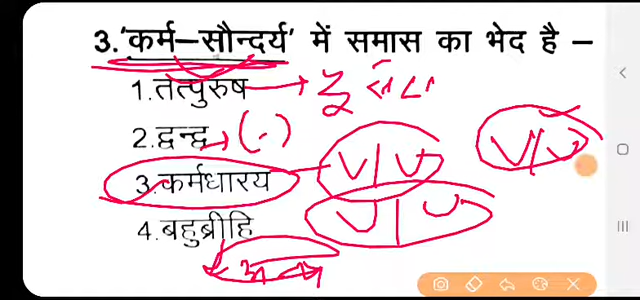 3. 'कर्म–सौन्दर्य' में समास का भेद है –
1.तत्पुरुष
2.द्वन्द्व (-)
3.कर्मधारय
4.बहुब्रीहि